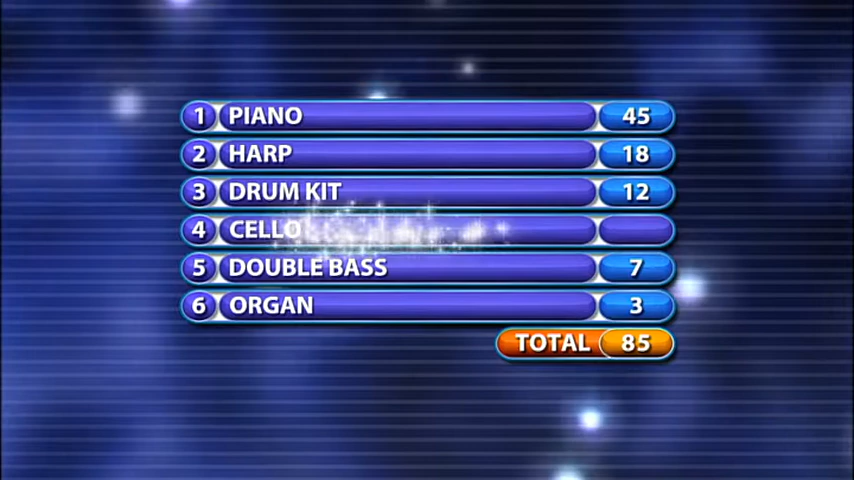 1 PIANO 45
2 HARP 18
3 DRUM KIT 12
4 CELLO
5 DOUBLE BASS 7
6 ORGAN 3
TOTAL 85